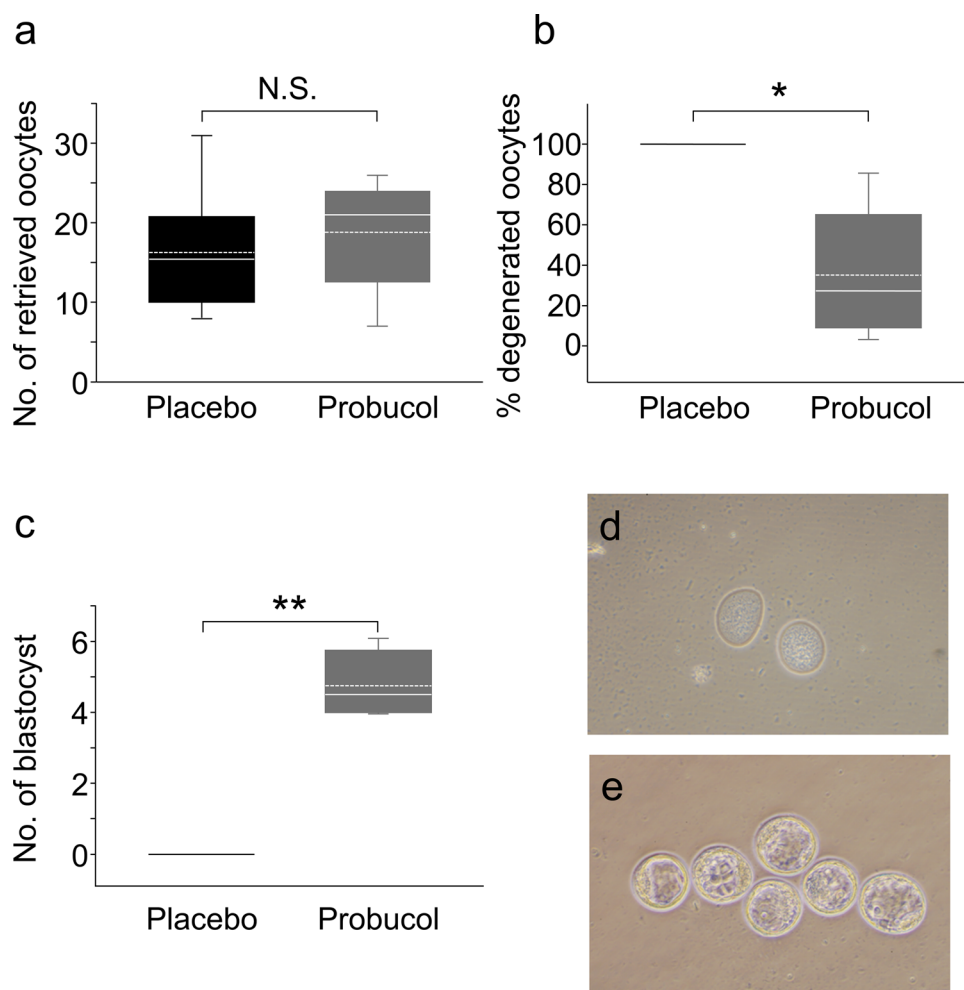 a
N.S.
No. of retrieved oocytes
30
20
10
0
Placebo
Probucol
b
*
% degenerated oocytes
100
80
60
40
20
0
Placebo
Probucol
c
**
No. of blastocyst
6
4
2
0
Placebo
Probucol
d
e